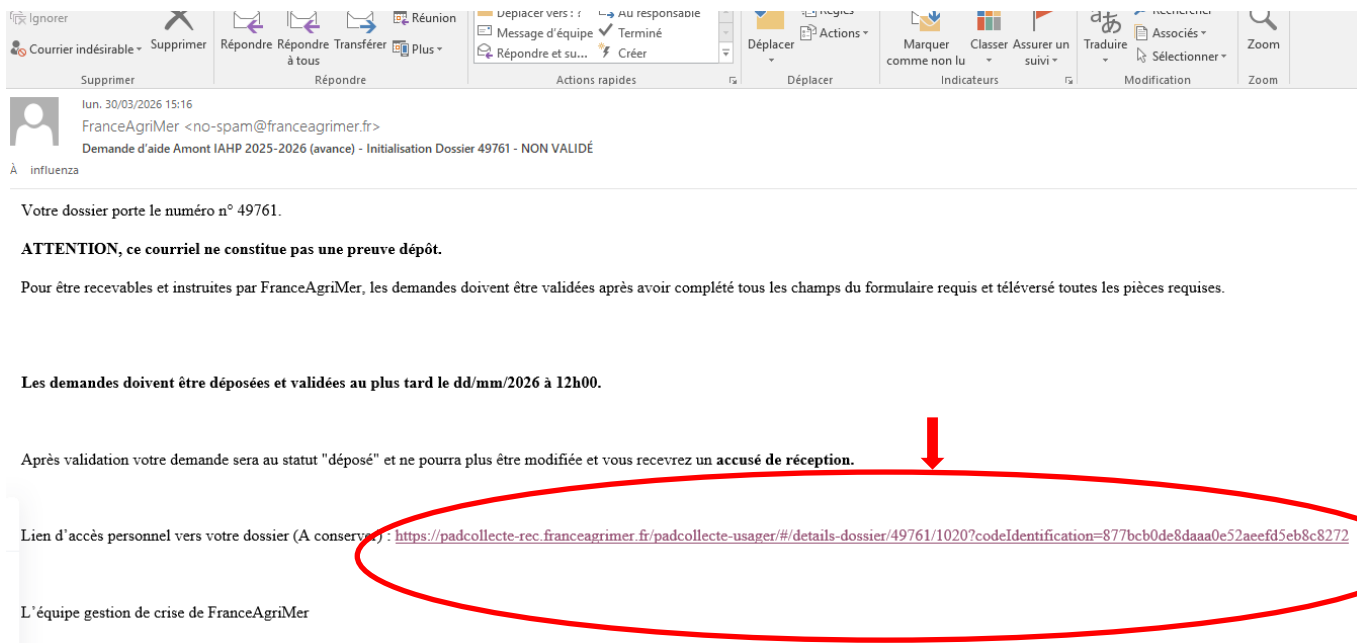 Ignorer
Courrier indésirable
Supprimer
Répondre
Répondre à tous
Transférer
Réunion
Plus
Déplacer vers : ?
Au responsable
Message d'équipe
Terminé
Répondre et su...
Créer
Déplacer
Règles
Actions
Marquer comme non lu
Classer
Assurer un suivi
Traduire
Rechercher
Associés
Sélectionner
Zoom
Supprimer
Répondre
Actions rapides
Déplacer
Indicateurs
Modification
Zoom
lun. 30/03/2026 15:16
FranceAgriMer <no-spam@franceagrimer.fr>
Demande d'aide Amont IAHP 2025-2026 (avance) - Initialisation Dossier 49761 - NON VALIDÉ
À influenza
Votre dossier porte le numéro n° 49761.
ATTENTION, ce courriel ne constitue pas une preuve dépôt.
Pour être recevables et instruites par FranceAgriMer, les demandes doivent être validées après avoir complété tous les champs du formulaire requis et téléversé toutes les pièces requises.
Les demandes doivent être déposées et validées au plus tard le dd/mm/2026 à 12h00.
Après validation votre demande sera au statut "déposé" et ne pourra plus être modifiée et vous recevrez un accusé de réception.
Lien d'accès personnel vers votre dossier (A conserver) : https://padcollecte-rec.franceagrimer.fr/padcollecte-usager/#/details-dossier/49761/1020?codeIdentification=877bcb0de8daaa0e52aeefd5eb8c8272
L'équipe gestion de crise de FranceAgriMer